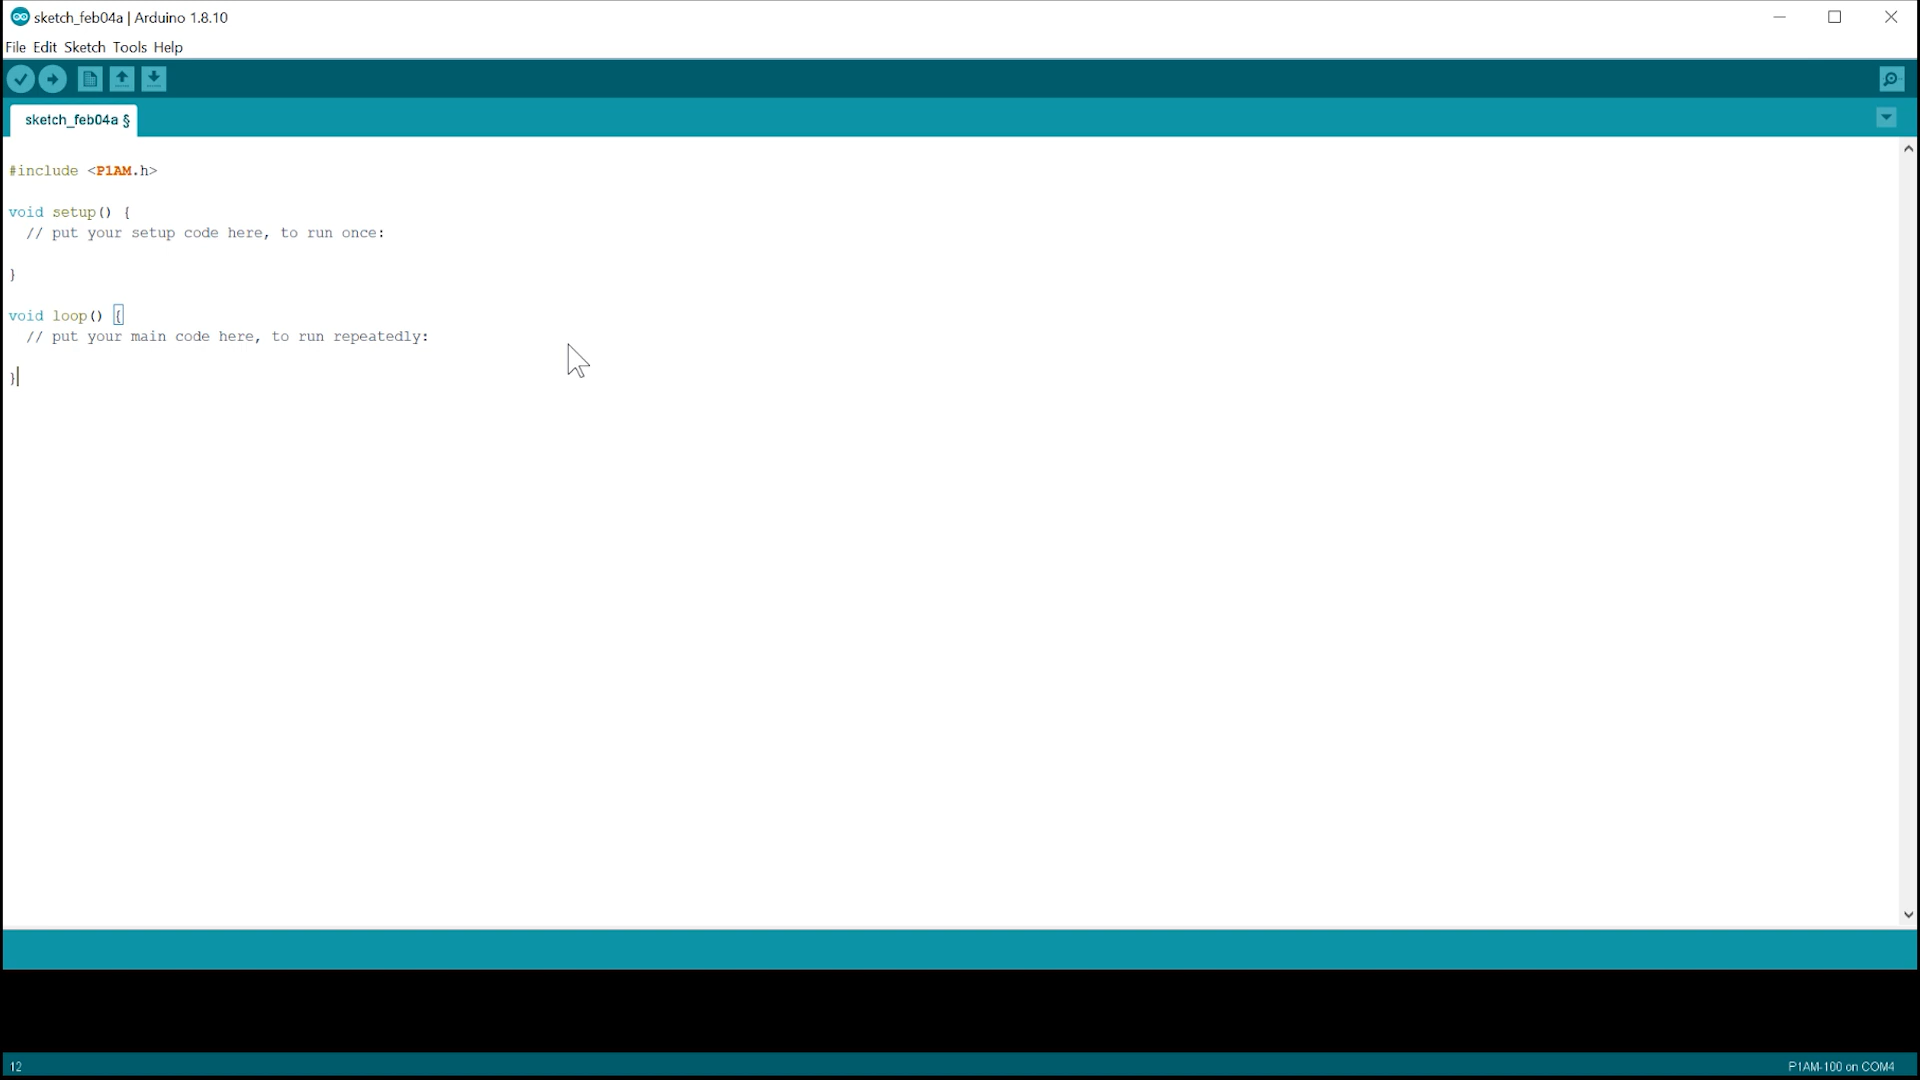 sketch_feb04a | Arduino 1.8.10
File Edit Sketch Tools Help
sketch_feb04a §
#include <P1AM.h>
void setup() {
// put your setup code here, to run once:
}
void loop() {
// put your main code here, to run repeatedly:
}
12
P1AM-100 on COM4